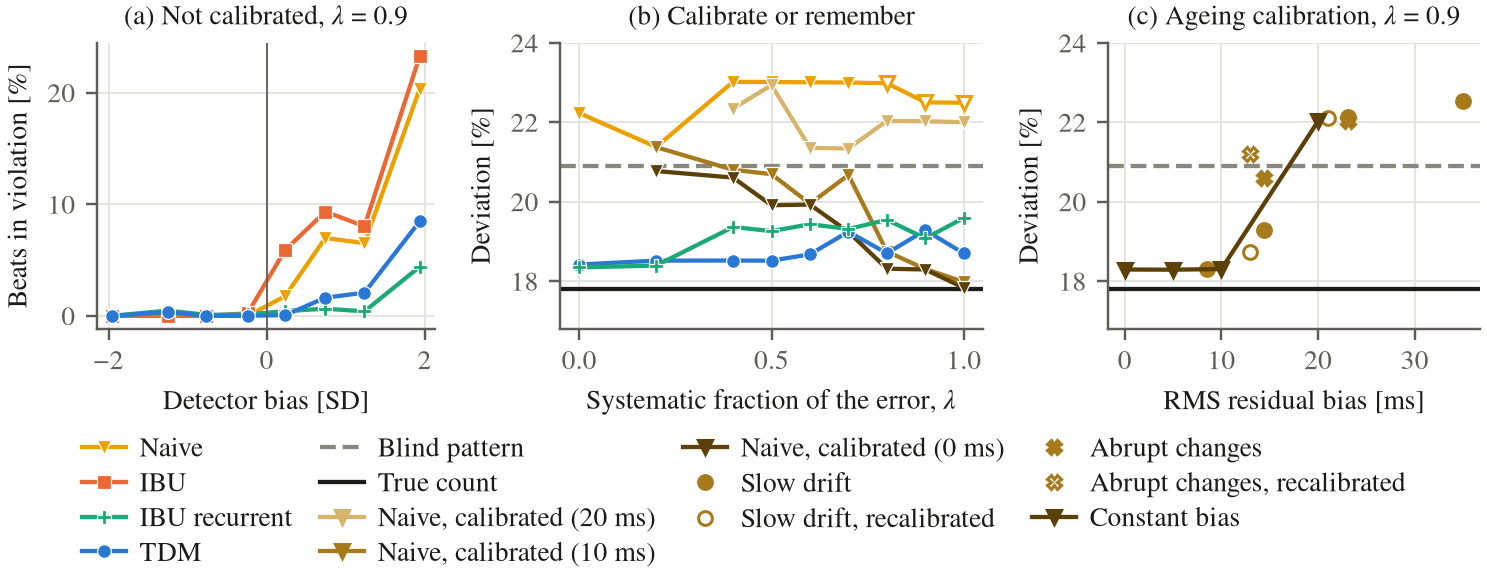 (a) Not calibrated, λ = 0.9
(b) Calibrate or remember
(c) Ageing calibration, λ = 0.9
Beats in violation [%]
20
10
0
−2
0
2
Detector bias [SD]
Deviation [%]
24
22
20
18
0.0
0.5
1.0
Systematic fraction of the error, λ
Deviation [%]
24
22
20
18
0
10
20
30
RMS residual bias [ms]
Naive
IBU
IBU recurrent
TDM
Blind pattern
True count
Naive, calibrated (20 ms)
Naive, calibrated (10 ms)
Naive, calibrated (0 ms)
Slow drift
Slow drift, recalibrated
Abrupt changes
Abrupt changes, recalibrated
Constant bias